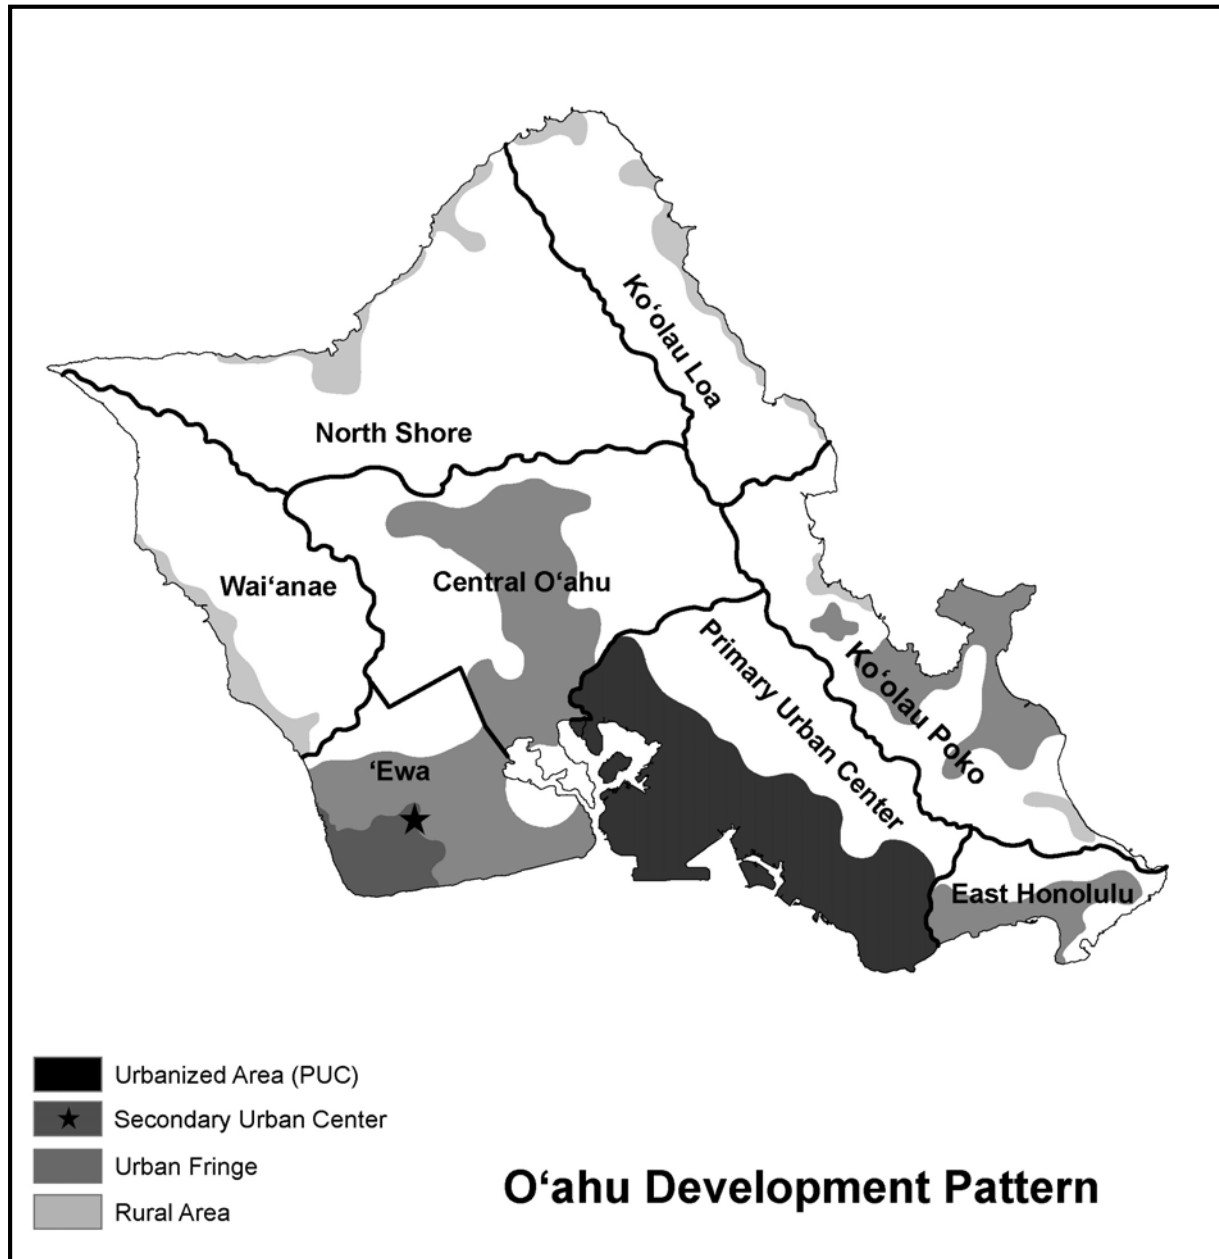 Ko‘olau Loa
North Shore
Wai‘anae
Central O‘ahu
Primary Urban Center
Ko‘olau Poko
‘Ewa
East Honolulu
Urbanized Area (PUC)
Secondary Urban Center
Urban Fringe
Rural Area
O‘ahu Development Pattern